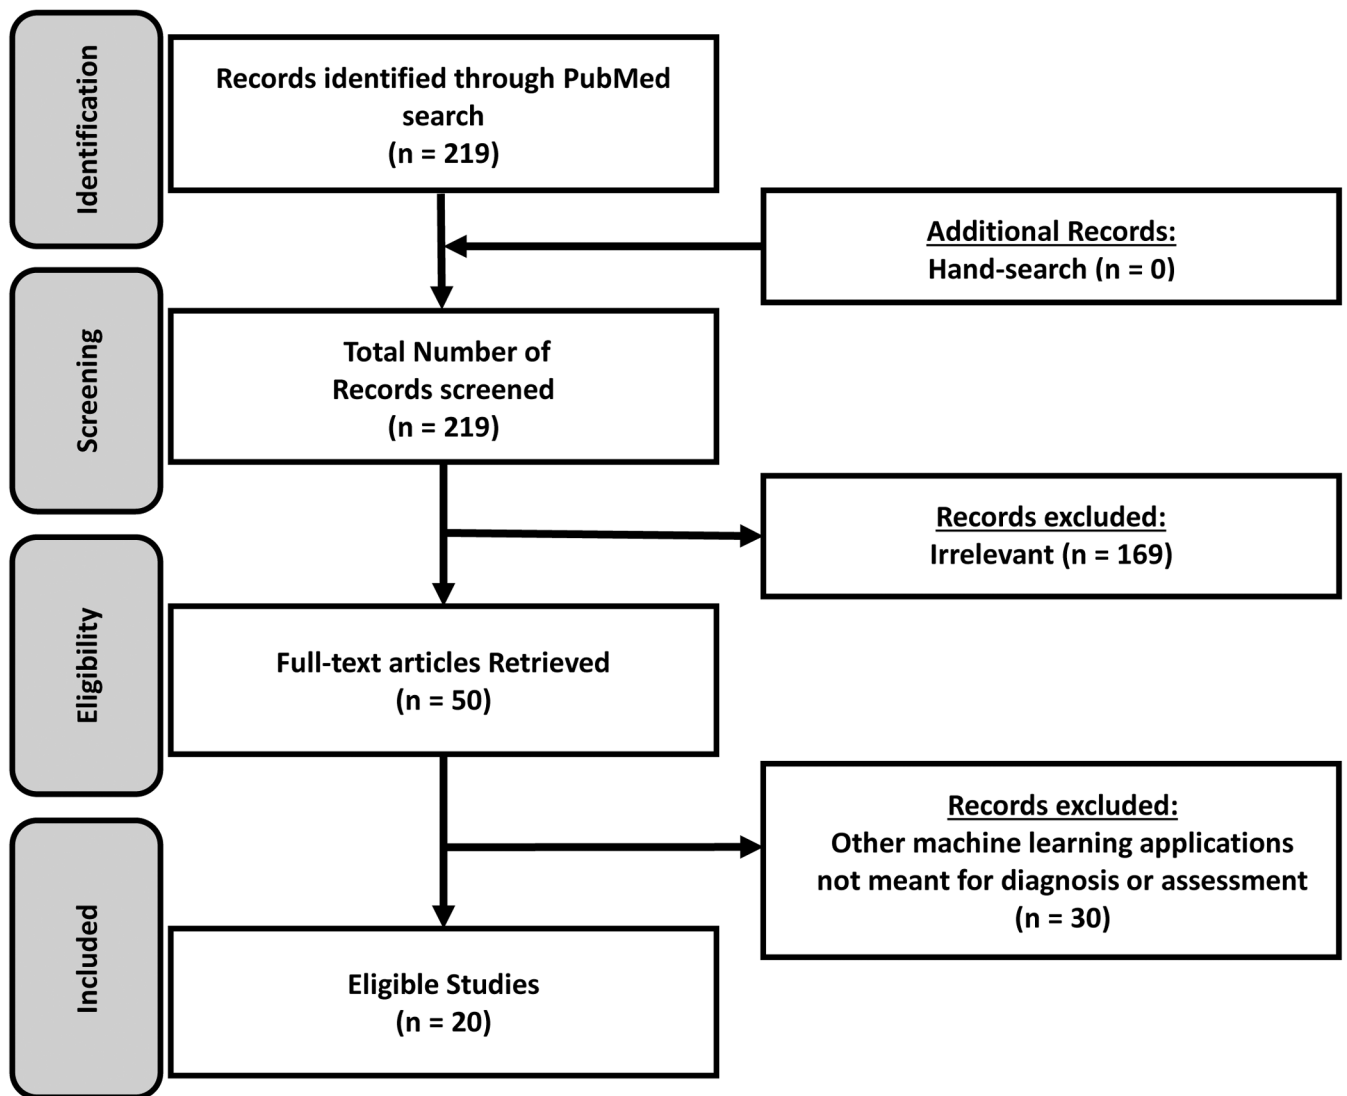 Identification
Records identified through PubMed
search
(n = 219)
Additional Records:
Hand-search (n = 0)
Screening
Total Number of
Records screened
(n = 219)
Records excluded:
Irrelevant (n = 169)
Eligibility
Full-text articles Retrieved
(n = 50)
Records excluded:
Other machine learning applications
not meant for diagnosis or assessment
(n = 30)
Included
Eligible Studies
(n = 20)